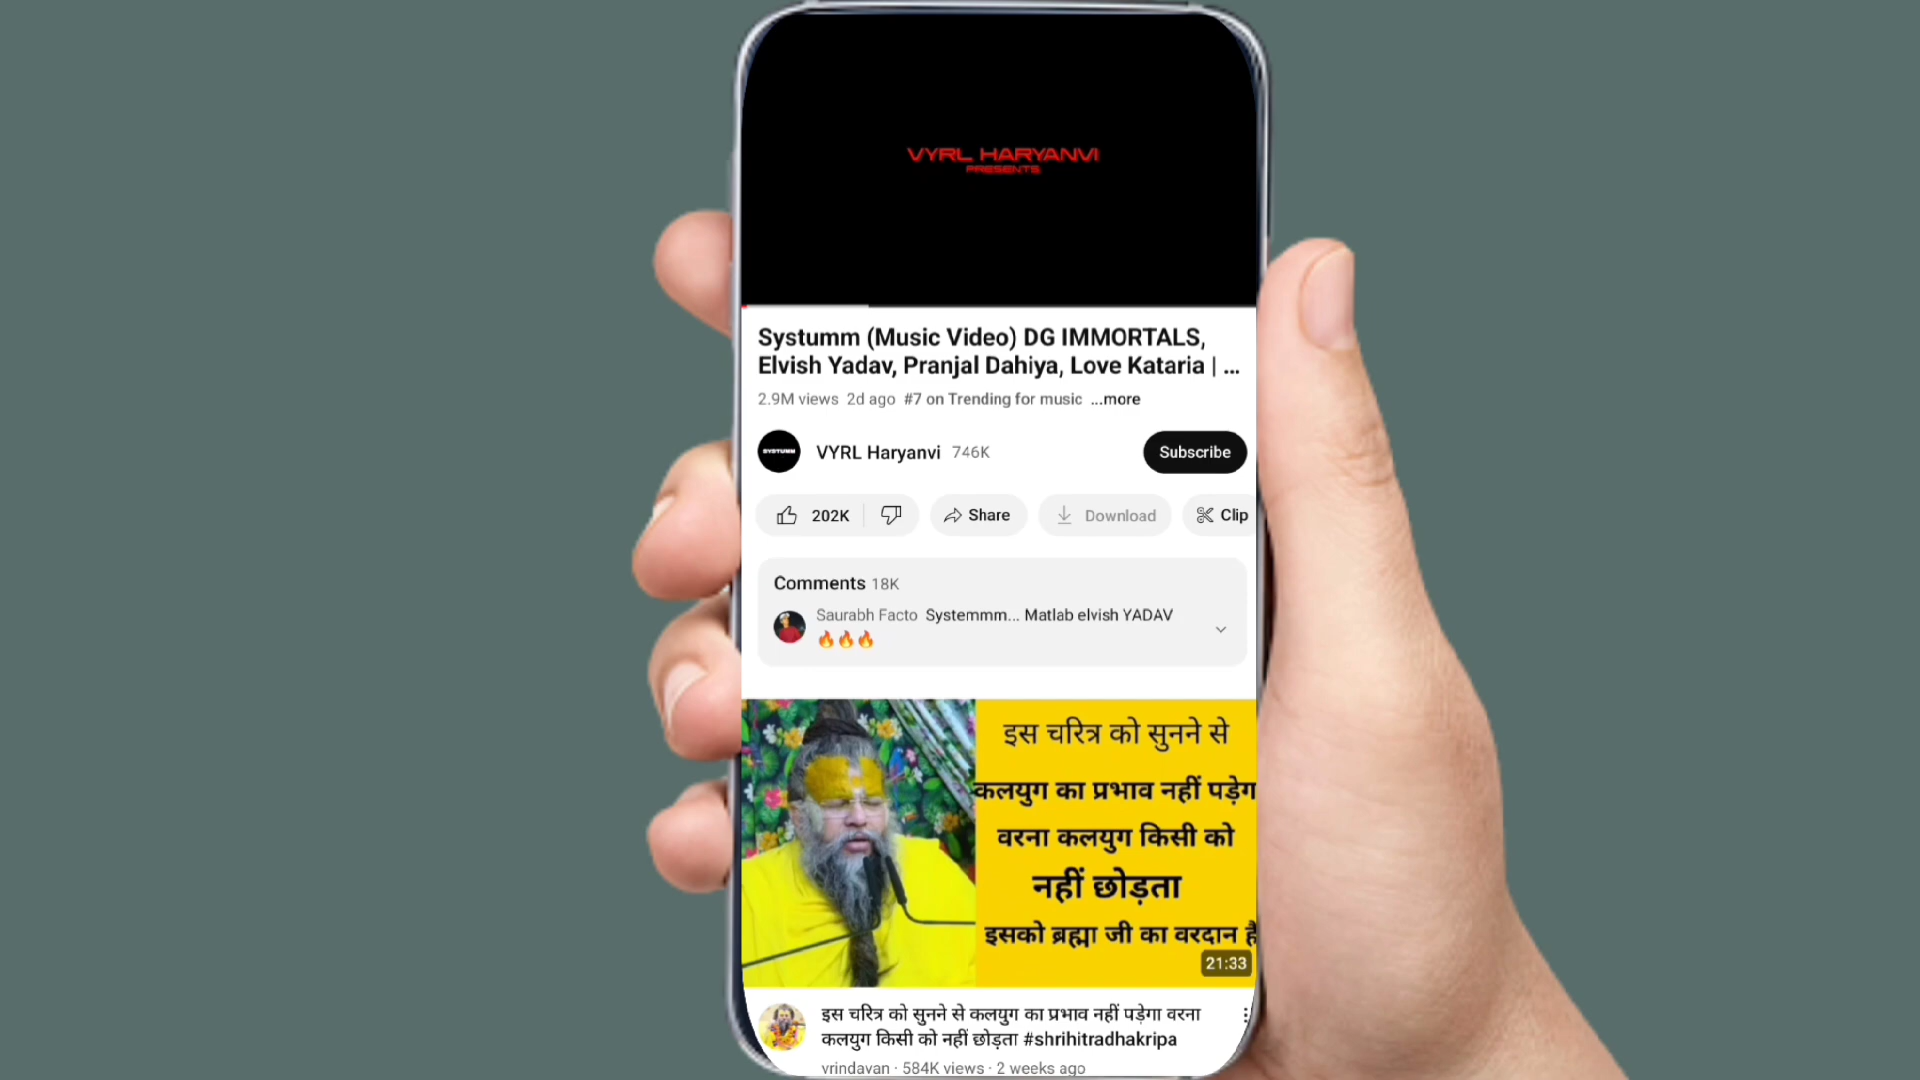 VYRL HARYANVI
PRESENTS
Systumm (Music Video) DG IMMORTALS,
Elvish Yadav, Pranjal Dahiya, Love Kataria | ...
2.9M views 2d ago #7 on Trending for music ...more
SYSTUMM
VYRL Haryanvi 746K
Subscribe
202K
Share
Download
Clip
Comments 18K
Saurabh Facto Systemmm... Matlab elvish YADAV
🔥🔥🔥
इस चरित्र को सुनने से
कलयुग का प्रभाव नहीं पड़ेग
वरना कलयुग किसी को
नहीं छोड़ता
इसको ब्रह्मा जी का वरदान है
21:33
इस चरित्र को सुनने से कलयुग का प्रभाव नहीं पड़ेगा वरना
कलयुग किसी को नहीं छोड़ता #shrihitradhakripa
vrindavan · 584K views · 2 weeks ago